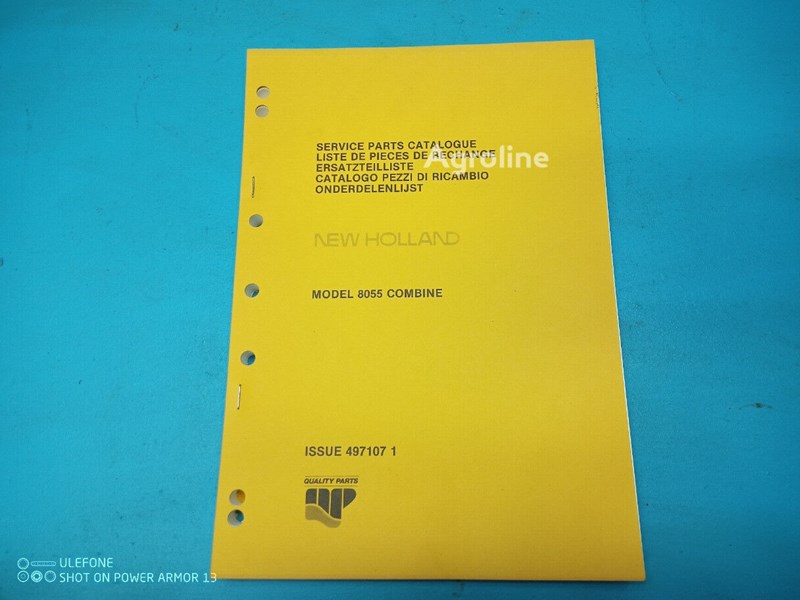 SERVICE PARTS CATALOGUE
LISTE DE PIECES DE RECHANGE
ERSATZTEILLISTE
CATALOGO PEZZI DI RICAMBIO
ONDERDELENLIJST
Agroline
NEW HOLLAND
MODEL 8055 COMBINE
ISSUE 497107 1
QUALITY PARTS
ULEFONE
SHOT ON POWER ARMOR 13